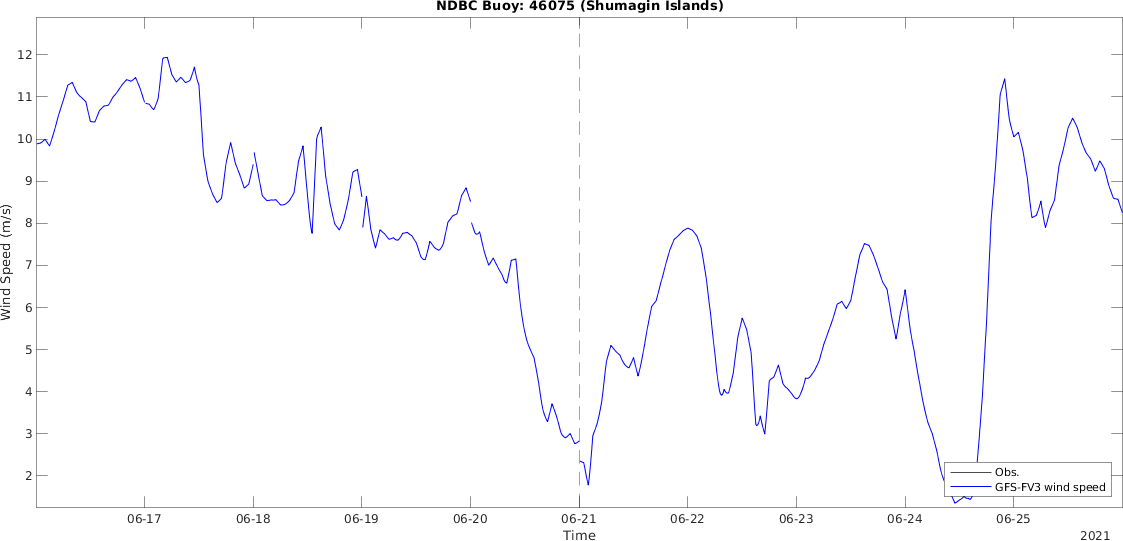 NDBC Buoy: 46075 (Shumagin Islands)
12
11
10
9
8
7
6
5
4
3
2
Wind Speed (m/s)
Obs.
GFS-FV3 wind speed
06-17 06-18 06-19 06-20 06-21 06-22 06-23 06-24 06-25
Time
2021